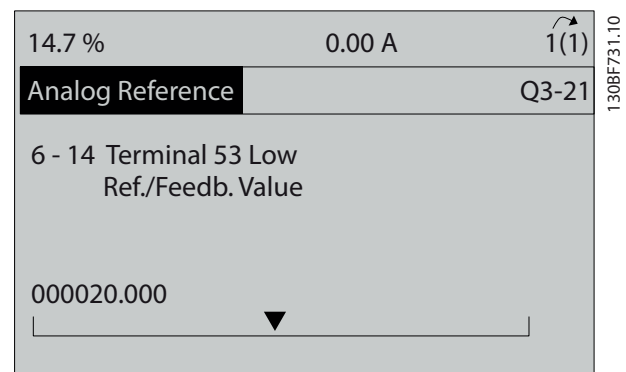 14.7 % 0.00 A 1(1)
Analog Reference Q3-21
6 - 14 Terminal 53 Low
Ref./Feedb. Value
000020.000
130BF731.10